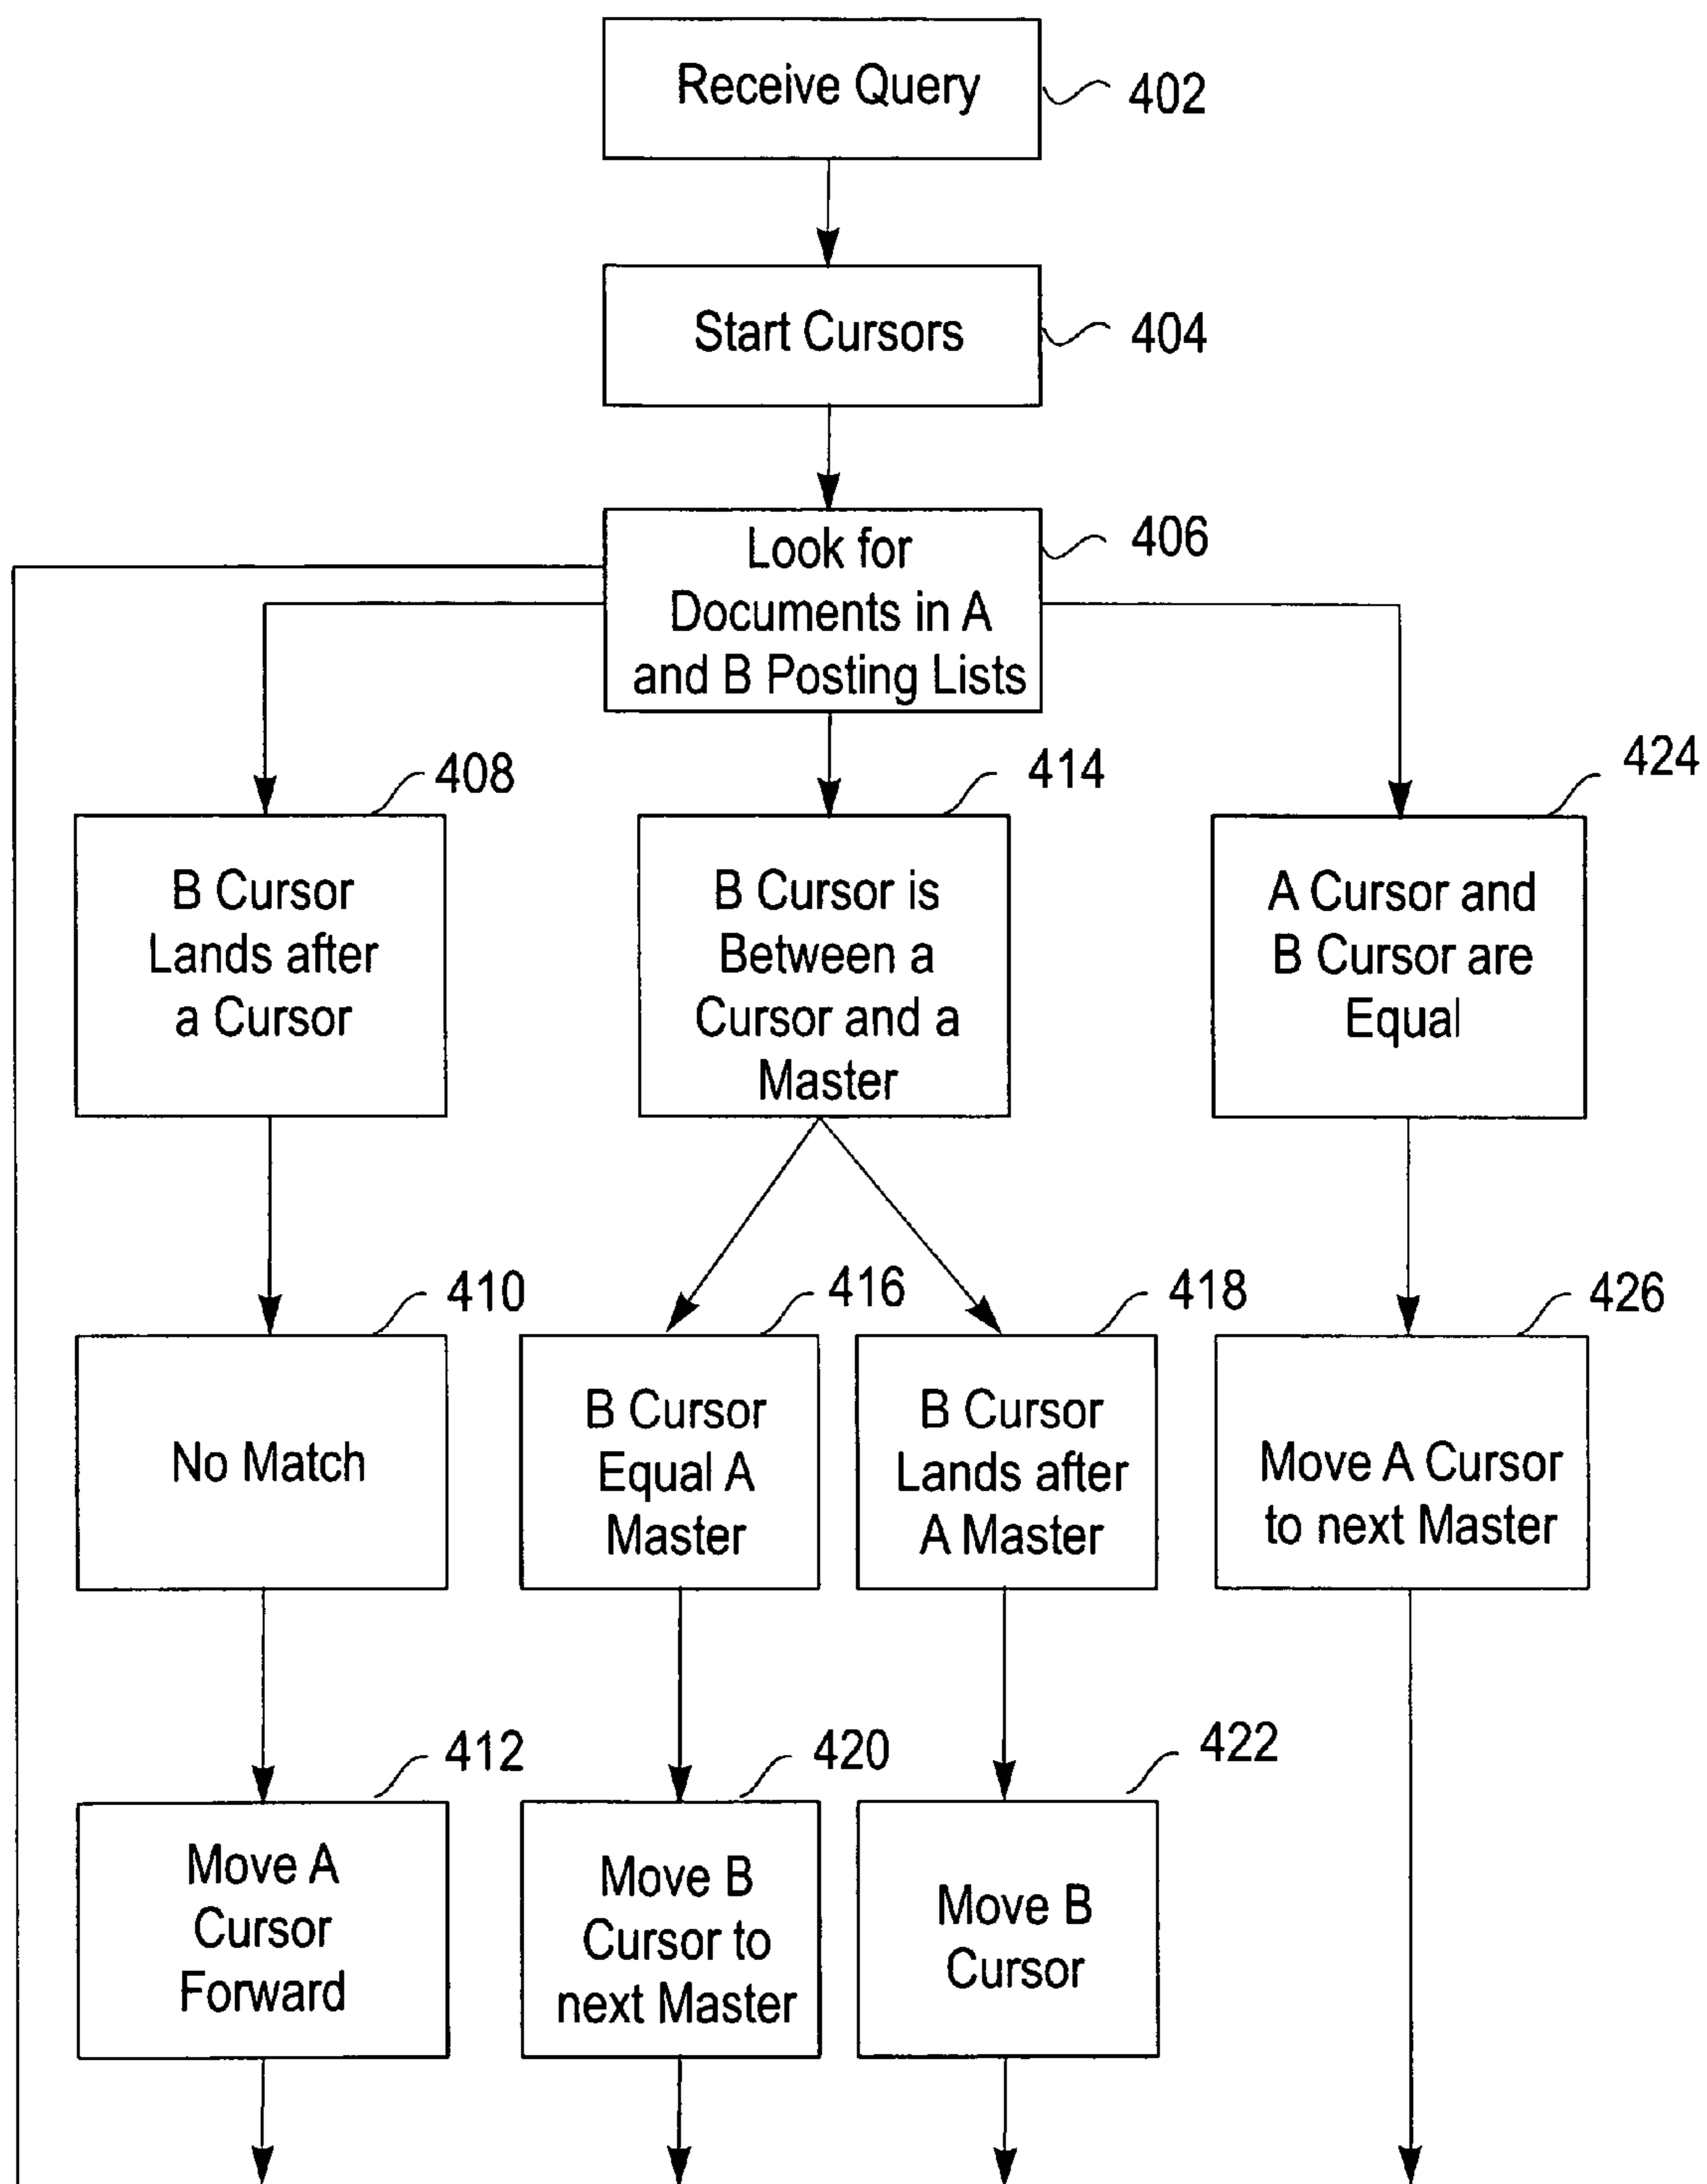 Receive Query
402
Start Cursors
404
Look for
Documents in A
and B Posting Lists
406
408
B Cursor
Lands after
a Cursor
414
B Cursor is
Between a
Cursor and a
Master
424
A Cursor and
B Cursor are
Equal
410
No Match
416
B Cursor
Equal A
Master
418
B Cursor
Lands after
A Master
426
Move A Cursor
to next Master
412
Move A
Cursor
Forward
420
Move B
Cursor to
next Master
422
Move B
Cursor